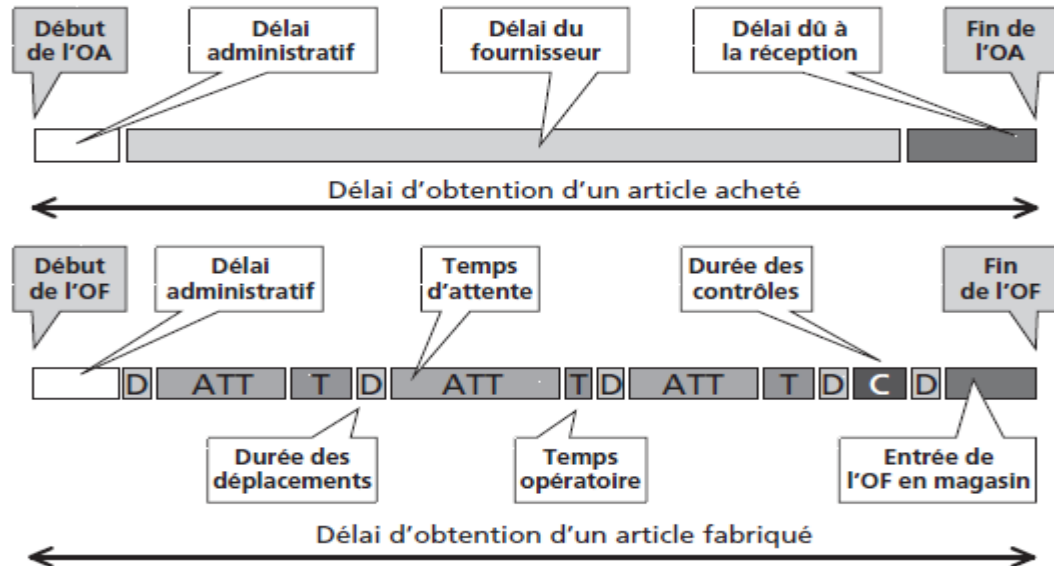 Début
de l'OA
Délai
administratif
Délai du
fournisseur
Délai dû à
la réception
Fin de
l'OA
Délai d'obtention d'un article acheté
Début
de l'OF
Délai
administratif
Temps
d'attente
Durée des
contrôles
Fin
de l'OF
D ATT T D ATT T D ATT T D C D
Durée des
déplacements
Temps
opératoire
Entrée de
l'OF en magasin
Délai d'obtention d'un article fabriqué